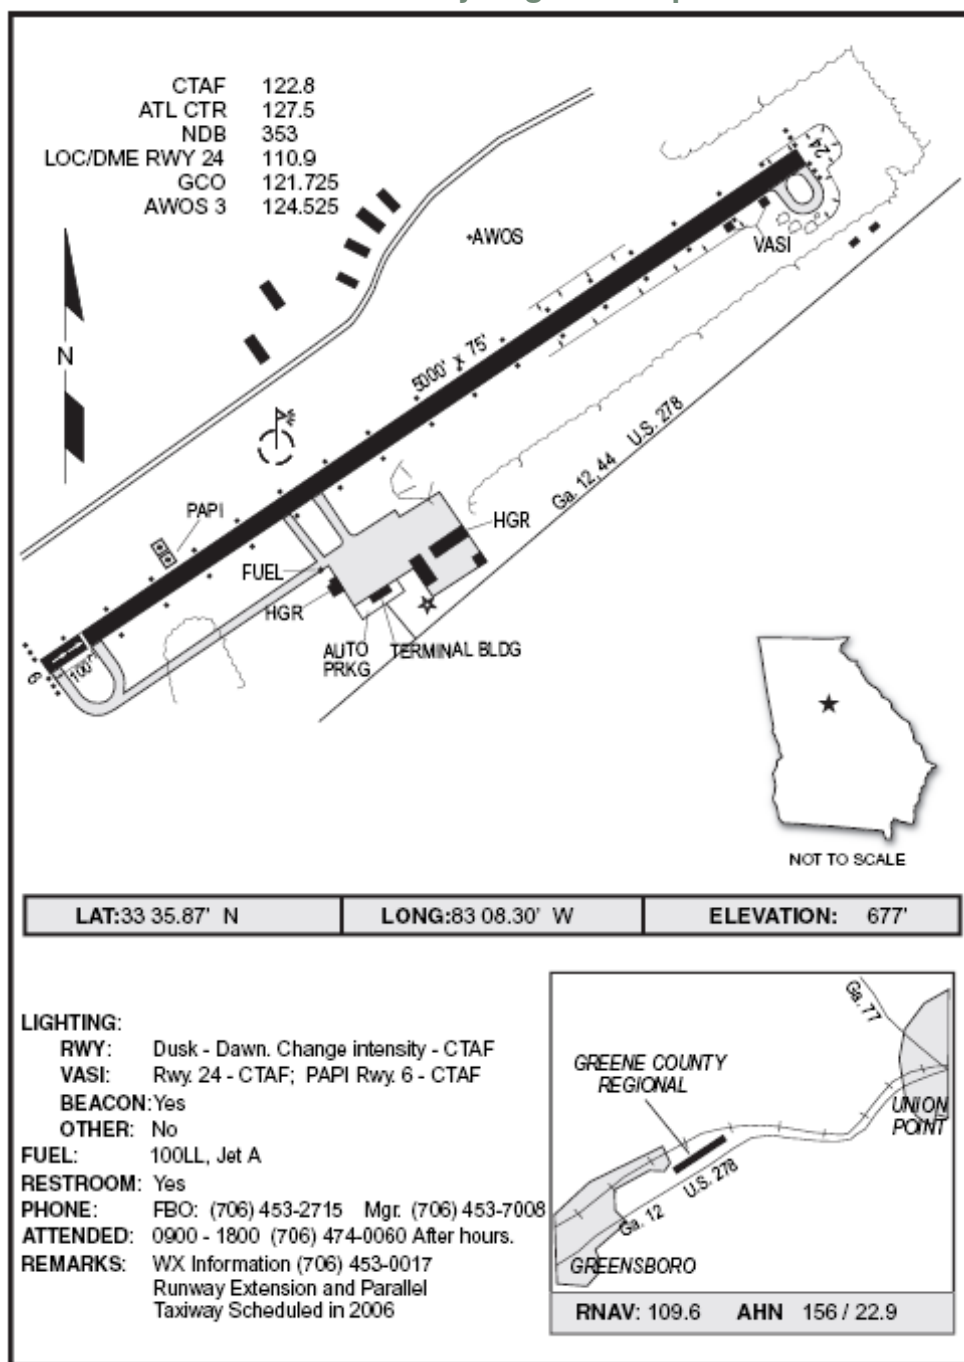 CTAF 122.8
ATL CTR 127.5
NDB 353
LOC/DME RWY 24 110.9
GCO 121.725
AWOS 3 124.525
AWOS
24
VASI
N
5000' x 75'
Ga. 12, 44 U.S. 278
PAPI
HGR
FUEL
HGR
AUTO
PRKG
TERMINAL BLDG
6
100'
NOT TO SCALE
LAT:33 35.87' N LONG:83 08.30' W ELEVATION: 677'
LIGHTING:
RWY: Dusk - Dawn. Change intensity - CTAF
VASI: Rwy. 24 - CTAF; PAPI Rwy. 6 - CTAF
BEACON: Yes
OTHER: No
FUEL: 100LL, Jet A
RESTROOM: Yes
PHONE: FBO: (706) 453-2715 Mgr. (706) 453-7008
ATTENDED: 0900 - 1800 (706) 474-0060 After hours.
REMARKS: WX Information (706) 453-0017
Runway Extension and Parallel
Taxiway Scheduled in 2006
Ga. 77
GREENE COUNTY
REGIONAL
UNION
POINT
U.S. 278
Ga. 12
GREENSBORO
RNAV: 109.6 AHN 156 / 22.9